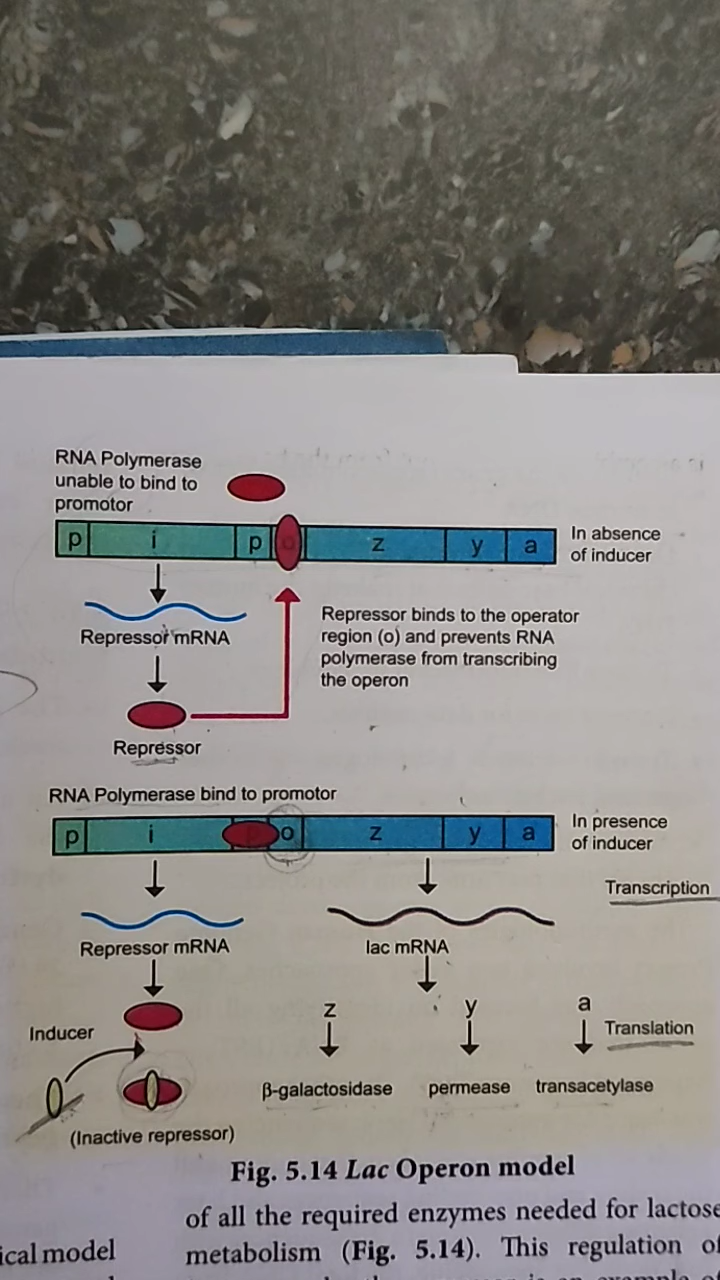 RNA Polymerase
unable to bind to
promotor
p i p o z y a
In absence
of inducer
Repressor mRNA
Repressor binds to the operator
region (o) and prevents RNA
polymerase from transcribing
the operon
Repressor
RNA Polymerase bind to promotor
p i o z y a
In presence
of inducer
Transcription
Repressor mRNA
lac mRNA
z y a
Translation
Inducer
β-galactosidase permease transacetylase
(Inactive repressor)
Fig. 5.14 Lac Operon model
of all the required enzymes needed for lactose
ical model
metabolism (Fig. 5.14). This regulation of